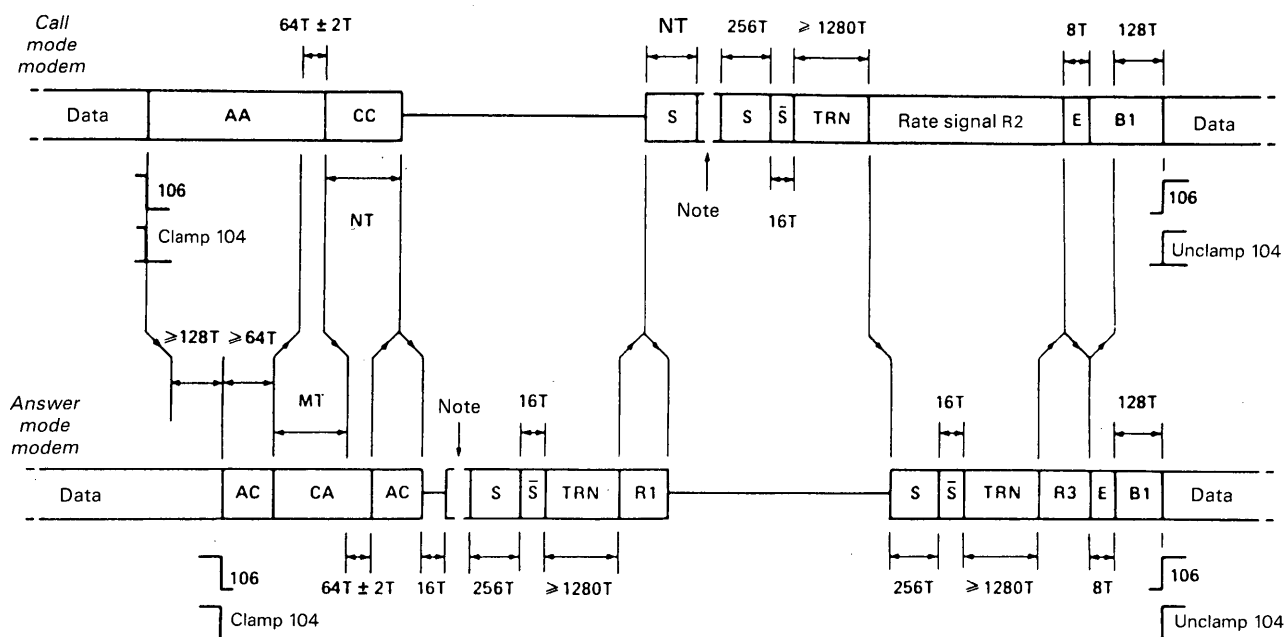 64T ± 2T NT 256T ⩾ 1280T 8T 128T
Call
mode
modem
Data AA CC S S S̄ TRN Rate signal R2 E B1 Data
106 NT Note 16T 106
Clamp 104 Unclamp 104
⩾128T ⩾64T
MT Note 16T 16T 128T
Answer
mode
modem
Data AC CA AC S S̄ TRN R1 S S̄ TRN R3 E B1 Data
106 64T ± 2T 16T 256T ⩾1280T 256T ⩾1280T 8T 106
Clamp 104 Unclamp 104